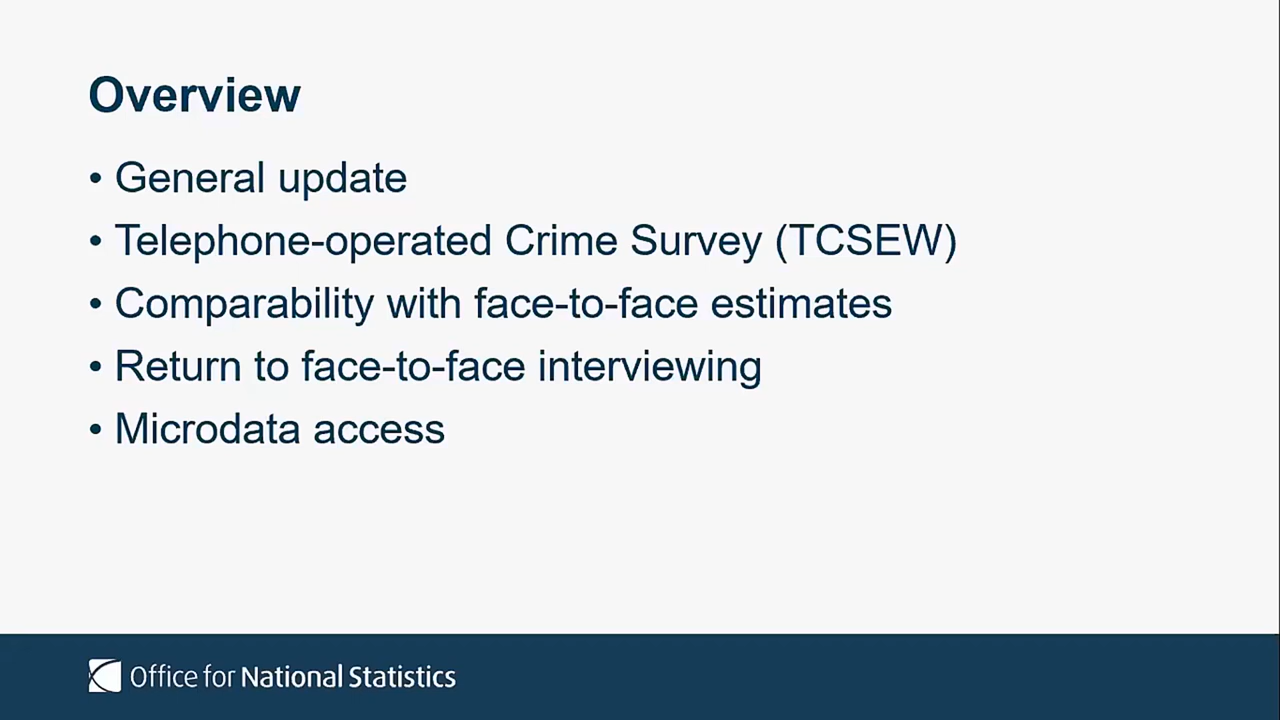 Overview
• General update
• Telephone-operated Crime Survey (TCSEW)
• Comparability with face-to-face estimates
• Return to face-to-face interviewing
• Microdata access
Office for National Statistics